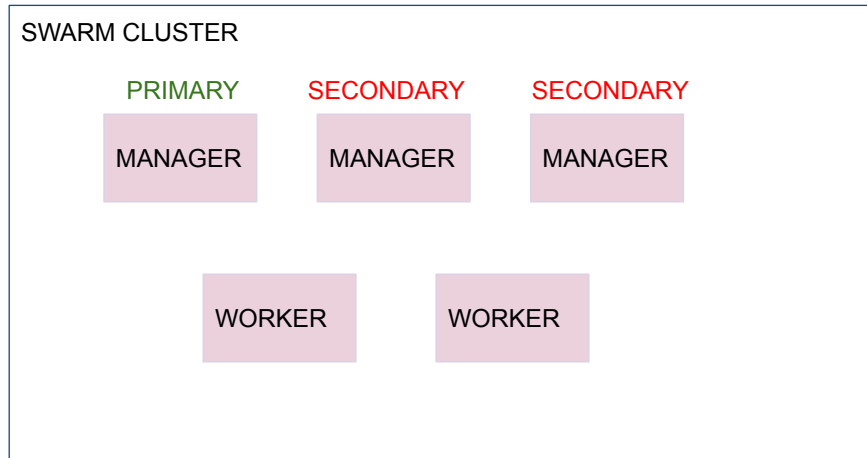 SWARM CLUSTER
PRIMARY
SECONDARY
SECONDARY
MANAGER
MANAGER
MANAGER
WORKER
WORKER